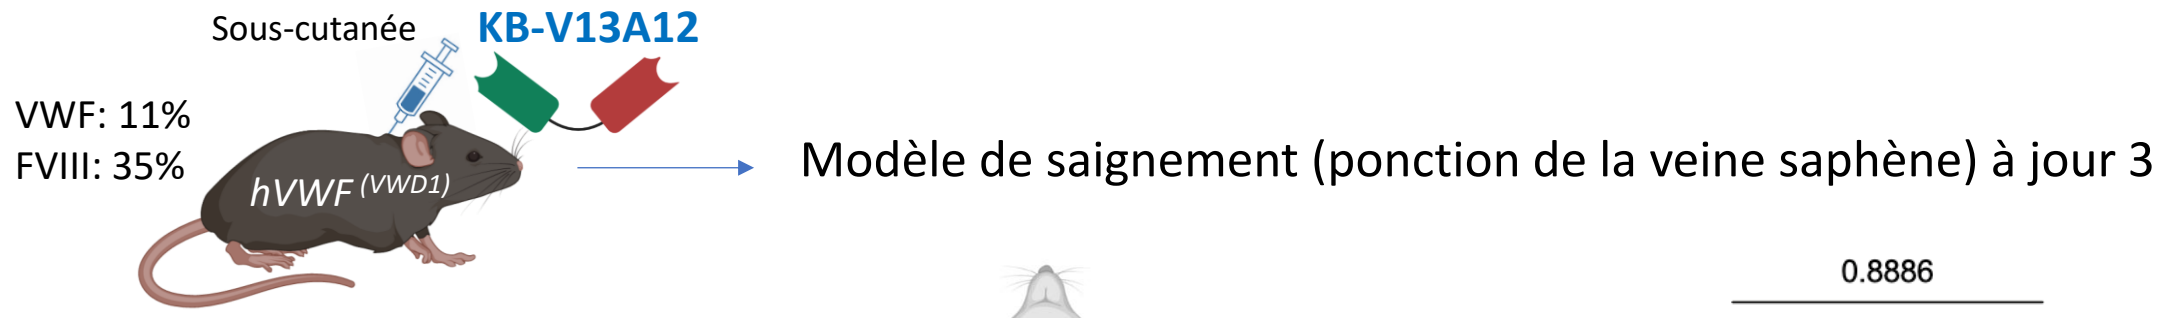 Sous-cutanée
KB-V13A12
VWF: 11%
FVIII: 35%
hVWF (VWD1)
Modèle de saignement (ponction de la veine saphène) à jour 3
0.8886